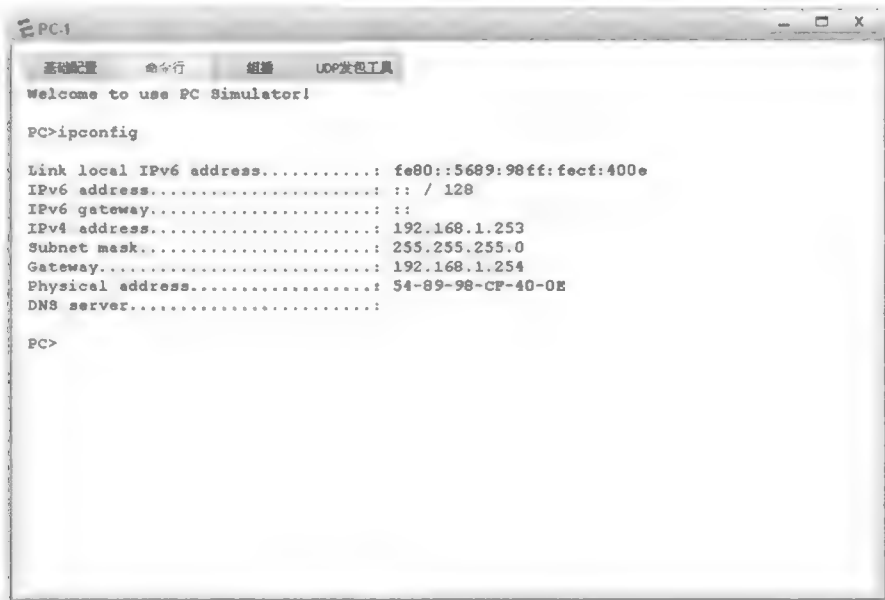 PC-1
基础配置 命令行 组播 UDP发包工具
Welcome to use PC Simulator!
PC>ipconfig
Link local IPv6 address...........: fe80::5689:98ff:fecf:400e
IPv6 address......................: :: / 128
IPv6 gateway......................: ::
IPv4 address......................: 192.168.1.253
Subnet mask.......................: 255.255.255.0
Gateway...........................: 192.168.1.254
Physical address..................: 54-89-98-CF-40-0E
DNS server........................:
PC>